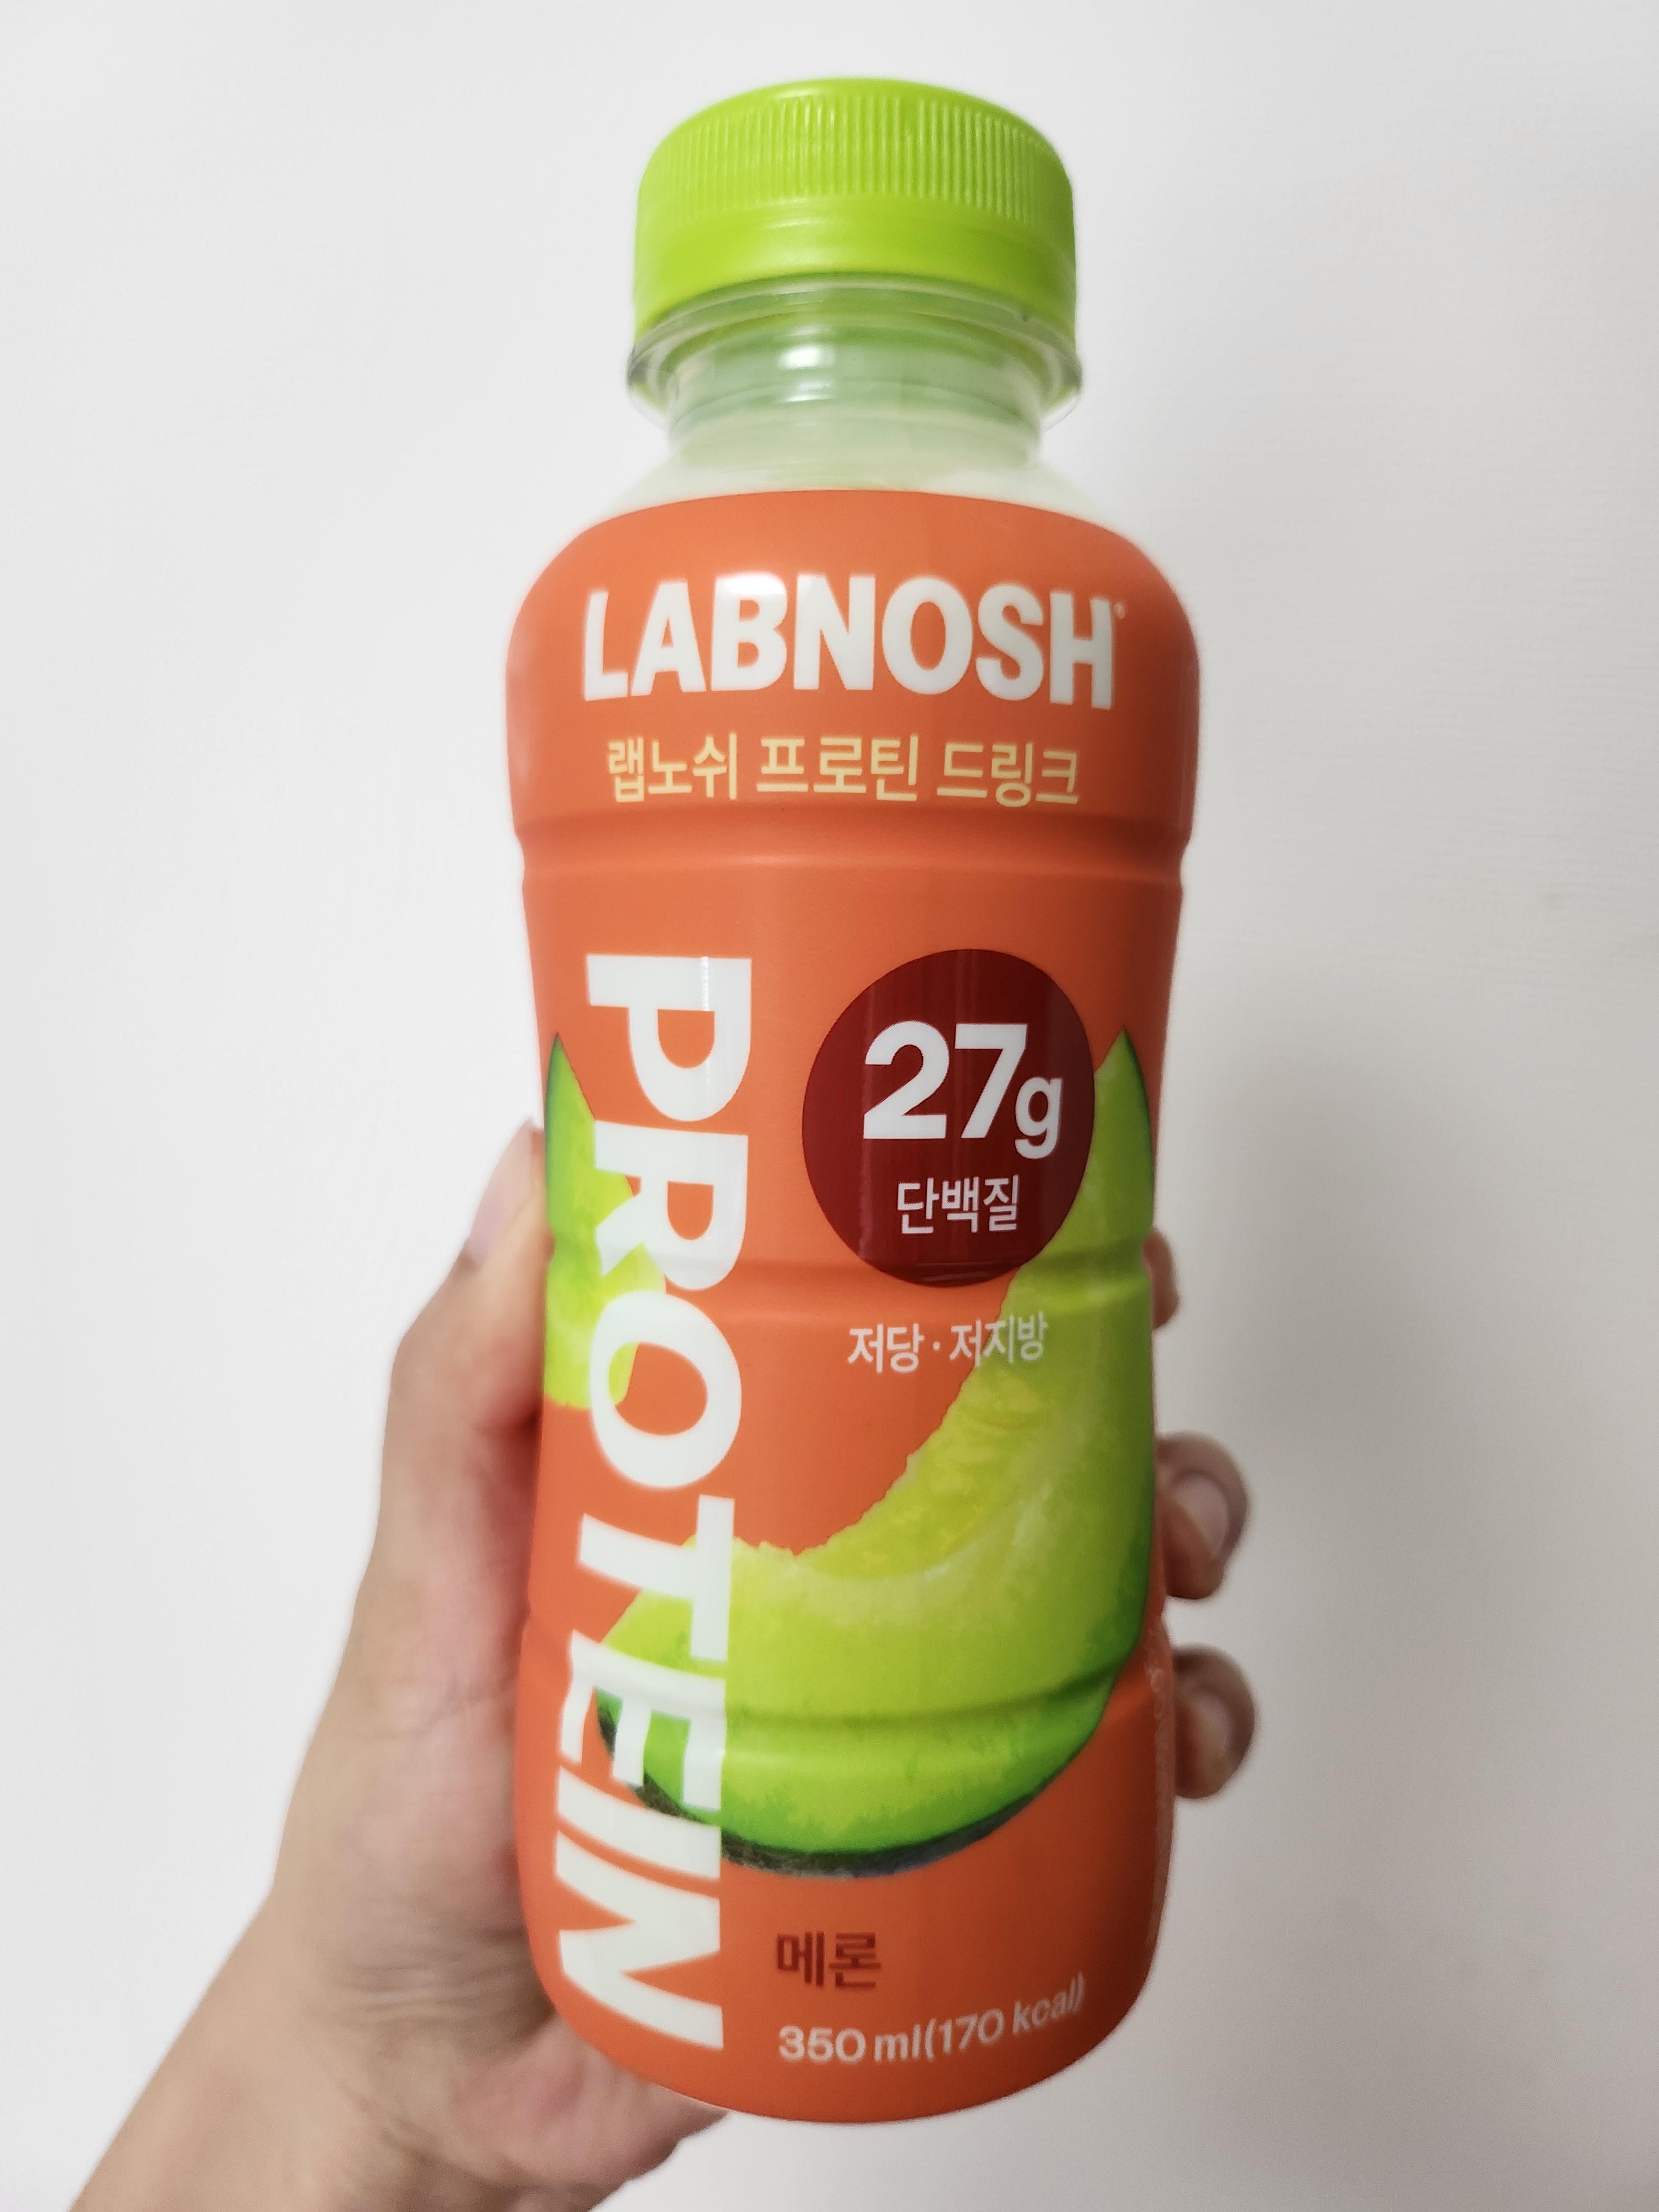 LABNOSH®
랩노쉬 프로틴 드링크
PROTEIN
27g
단백질
저당·저지방
메론
350 ml(170 kcal)